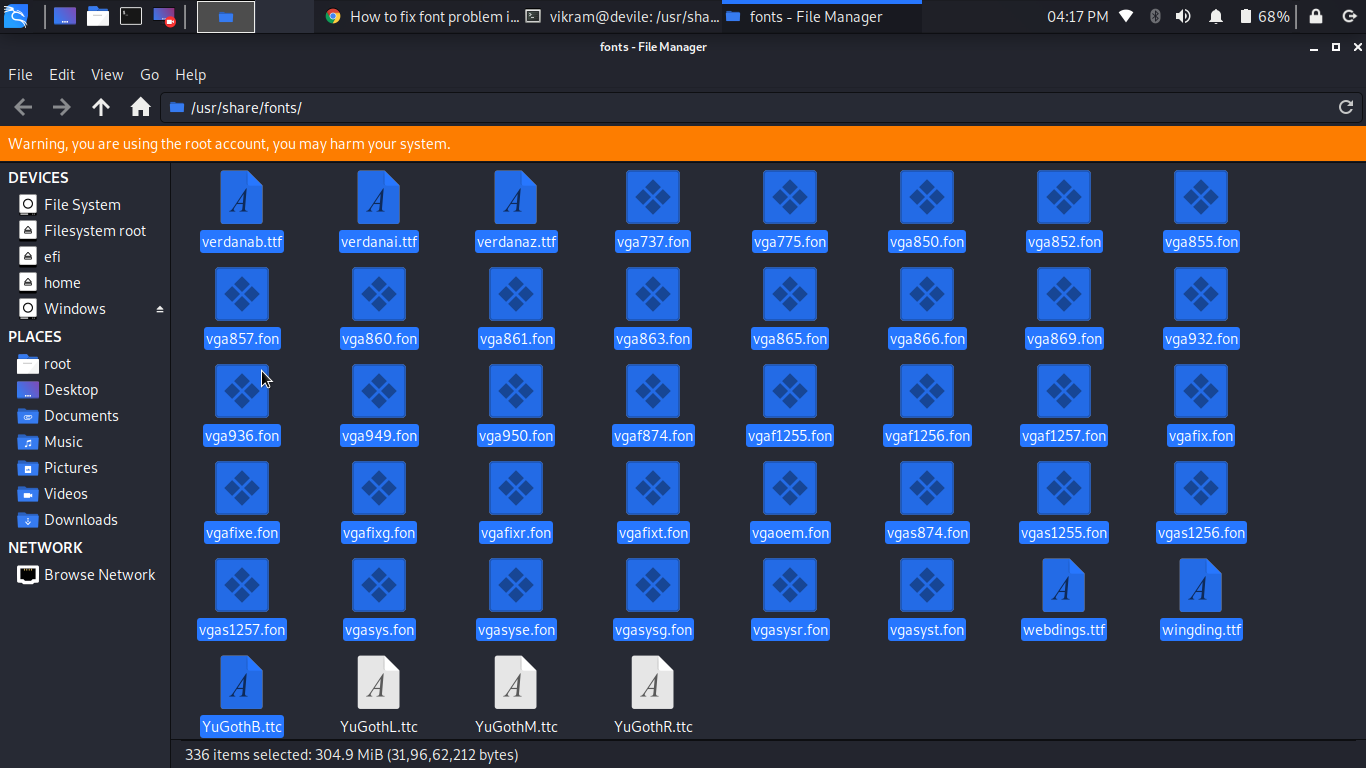 How to fix font problem i...
vikram@devile: /usr/sha...
fonts - File Manager
04:17 PM
68%
fonts - File Manager
File Edit View Go Help
/usr/share/fonts/
Warning, you are using the root account, you may harm your system.
DEVICES
File System
Filesystem root
efi
home
Windows
PLACES
root
Desktop
Documents
Music
Pictures
Videos
Downloads
NETWORK
Browse Network
verdanab.ttf verdanai.ttf verdanaz.ttf vga737.fon vga775.fon vga850.fon vga852.fon vga855.fon
vga857.fon vga860.fon vga861.fon vga863.fon vga865.fon vga866.fon vga869.fon vga932.fon
vga936.fon vga949.fon vga950.fon vgaf874.fon vgaf1255.fon vgaf1256.fon vgaf1257.fon vgafix.fon
vgafixe.fon vgafixg.fon vgafixr.fon vgafixt.fon vgaoem.fon vgas874.fon vgas1255.fon vgas1256.fon
vgas1257.fon vgasys.fon vgasyse.fon vgasysg.fon vgasysr.fon vgasyst.fon webdings.ttf wingding.ttf
YuGothB.ttc YuGothL.ttc YuGothM.ttc YuGothR.ttc
336 items selected: 304.9 MiB (31,96,62,212 bytes)